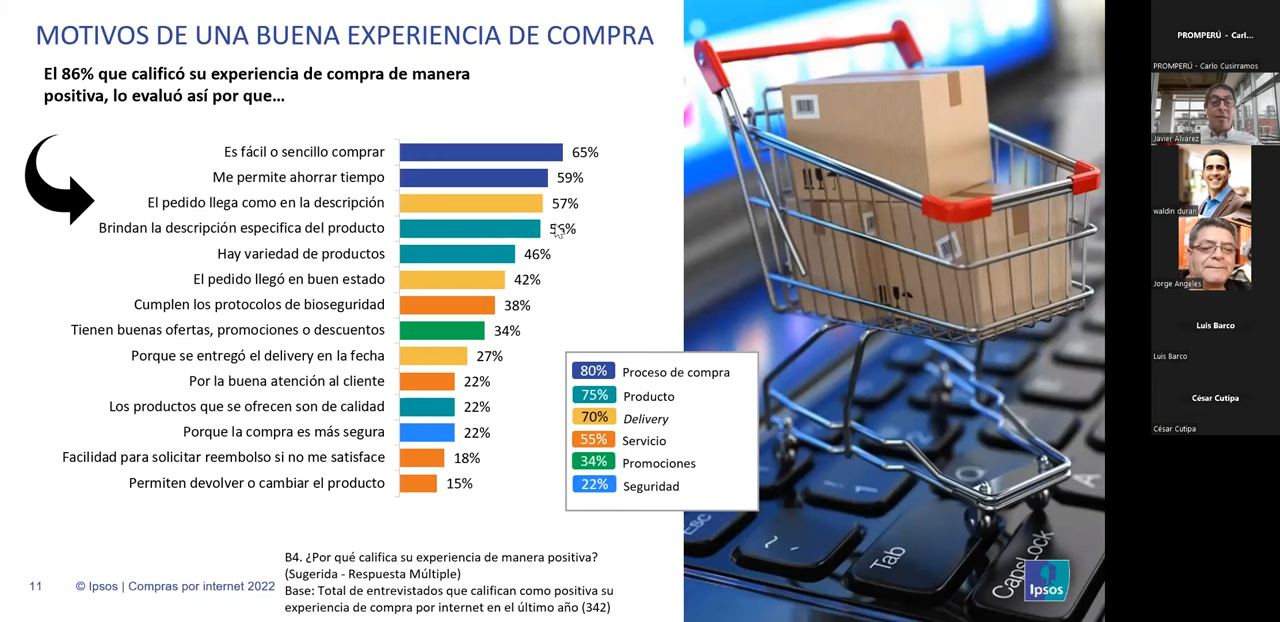 MOTIVOS DE UNA BUENA EXPERIENCIA DE COMPRA
El 86% que calificó su experiencia de compra de manera
positiva, lo evaluó así por que...
Es fácil o sencillo comprar 65%
Me permite ahorrar tiempo 59%
El pedido llega como en la descripción 57%
Brindan la descripción especifica del producto
Hay variedad de productos 46%
El pedido llegó en buen estado 42%
Cumplen los protocolos de bioseguridad 38%
Tienen buenas ofertas, promociones o descuentos 34%
Porque se entregó el delivery en la fecha 27%
Por la buena atención al cliente 22%
Los productos que se ofrecen son de calidad 22%
Porque la compra es más segura 22%
Facilidad para solicitar reembolso si no me satisface 18%
Permiten devolver o cambiar el producto 15%
80% Proceso de compra
75% Producto
70% Delivery
55% Servicio
34% Promociones
22% Seguridad
B4. ¿Por qué califica su experiencia de manera positiva?
(Sugerida - Respuesta Múltiple)
Base: Total de entrevistados que califican como positiva su
experiencia de compra por internet en el último año (342)
11 © Ipsos | Compras por internet 2022
ESC
Tab
CapsLock
A
Ipsos
PROMPERÚ - Carl...
PROMPERÚ - Carlo Cusirramos
Javier Alvarez
waldin duran
Jorge Angeles
Luis Barco
Luis Barco
César Cutipa
César Cutipa